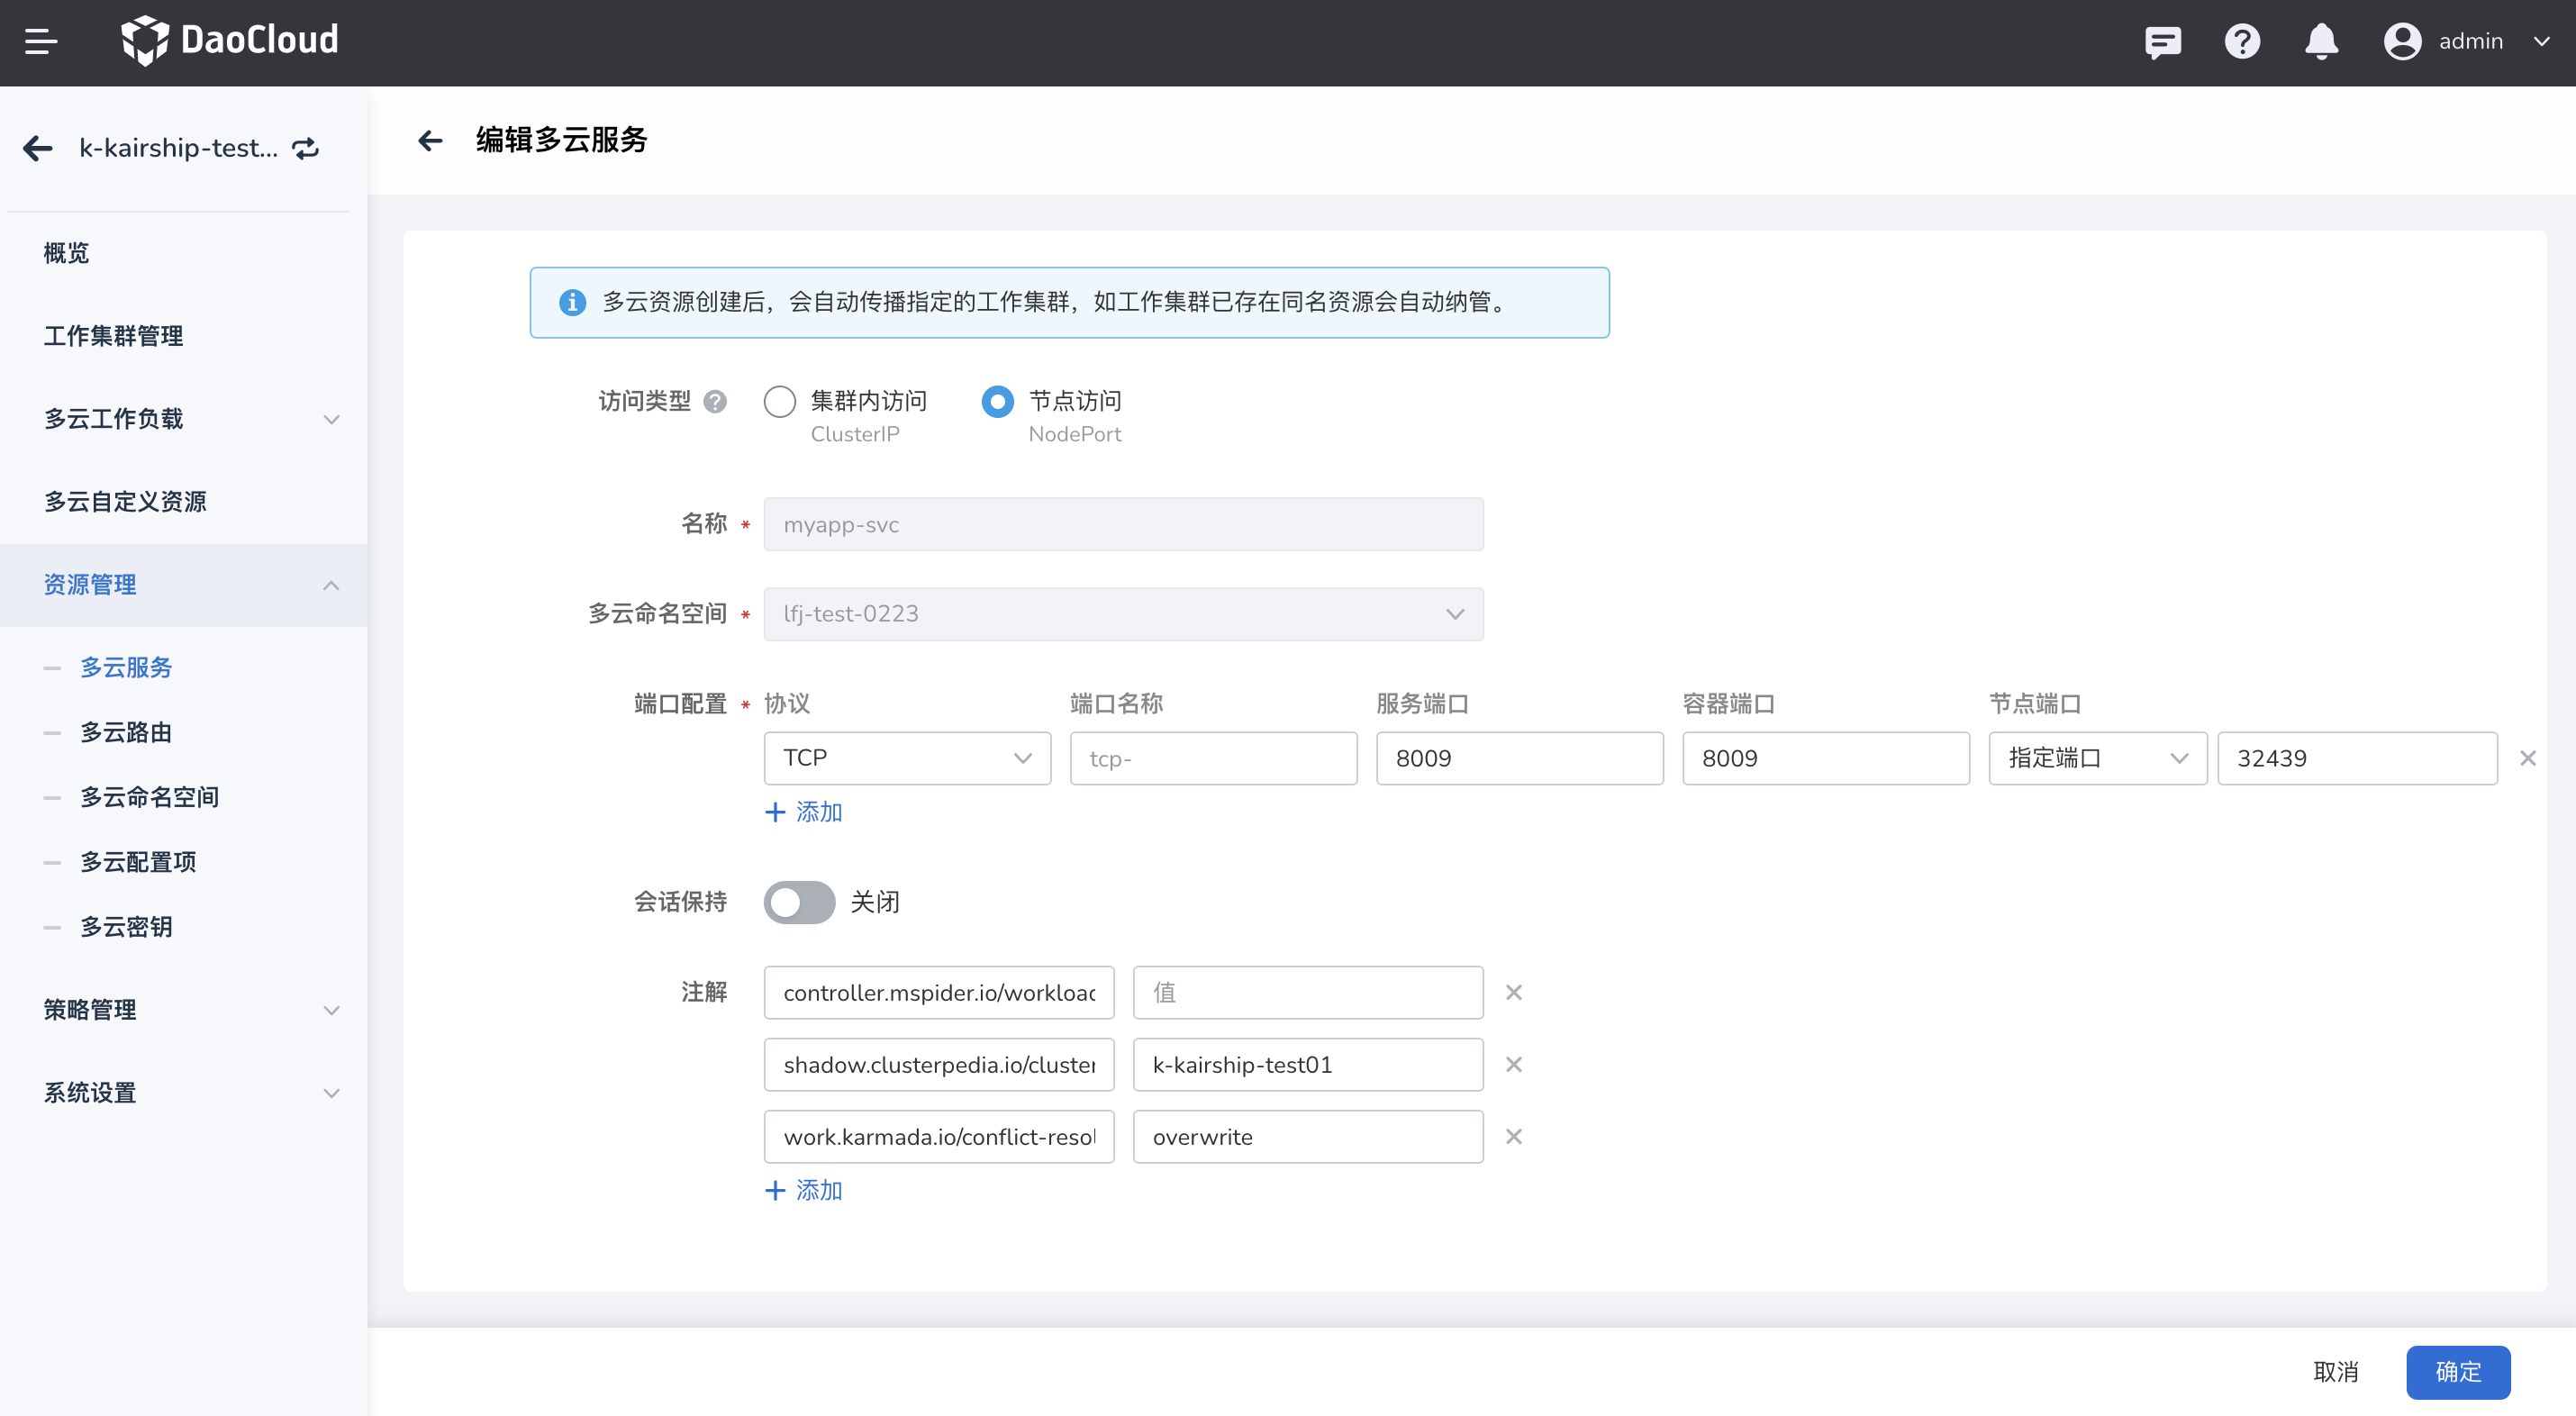 DaoCloud
admin
k-kairship-test...
编辑多云服务
概览
工作集群管理
多云工作负载
多云自定义资源
资源管理
多云服务
多云路由
多云命名空间
多云配置项
多云密钥
策略管理
系统设置
多云资源创建后，会自动传播指定的工作集群，如工作集群已存在同名资源会自动纳管。
访问类型 集群内访问 节点访问
ClusterIP NodePort
名称 * myapp-svc
多云命名空间 * lfj-test-0223
端口配置 * 协议 端口名称 服务端口 容器端口 节点端口
TCP tcp- 8009 8009 指定端口 32439
+ 添加
会话保持 关闭
注解 controller.mspider.io/workload 值
shadow.clusterpedia.io/cluster k-kairship-test01
work.karmada.io/conflict-resol overwrite
+ 添加
取消 确定